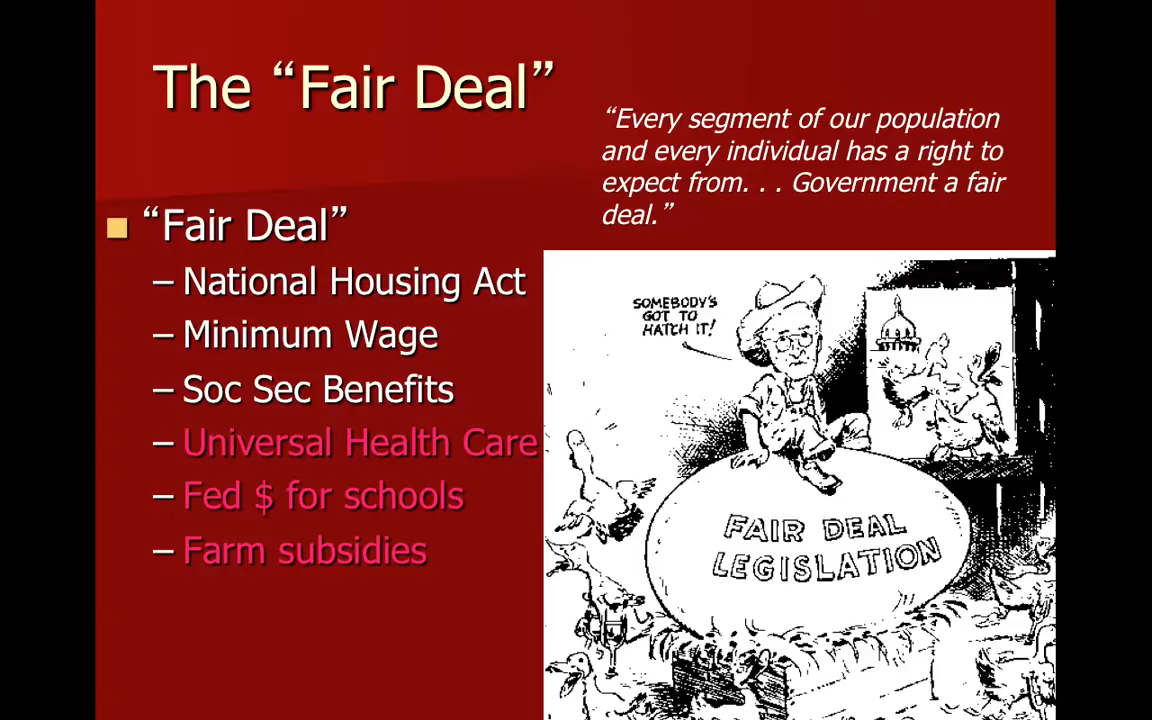 The “Fair Deal”
“Every segment of our population
and every individual has a right to
expect from. . . Government a fair
deal.”
“Fair Deal”
– National Housing Act
– Minimum Wage
– Soc Sec Benefits
– Universal Health Care
– Fed $ for schools
– Farm subsidies
SOMEBODY'S
GOT TO
HATCH IT!
FAIR DEAL
LEGISLATION